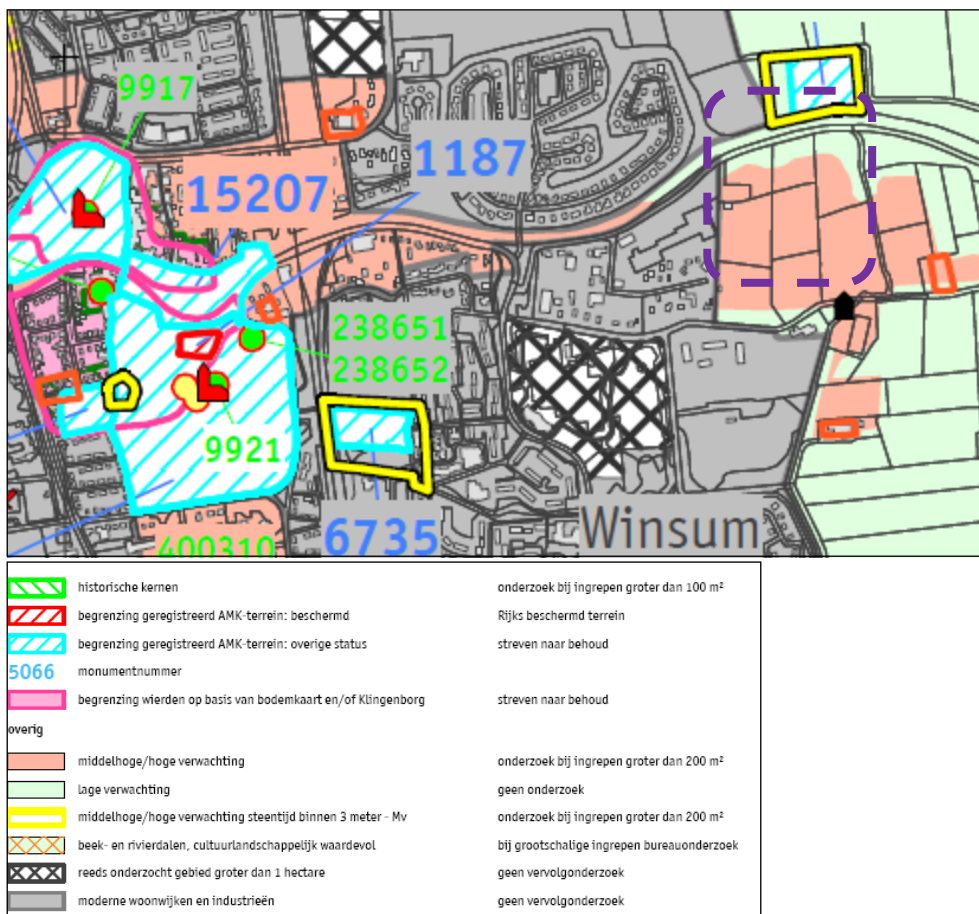 9917
1187
15207
238651
238652
9921
400310
6735
Winsum
historische kernen onderzoek bij ingrepen groter dan 100 m²
begrenzing geregistreerd AMK-terrein: beschermd Rijks beschermd terrein
begrenzing geregistreerd AMK-terrein: overige status streven naar behoud
5066 monumentnummer
begrenzing wierden op basis van bodemkaart en/of Klingenborg streven naar behoud
overig
middelhoge/hoge verwachting onderzoek bij ingrepen groter dan 200 m²
lage verwachting geen onderzoek
middelhoge/hoge verwachting steentijd binnen 3 meter - Mv onderzoek bij ingrepen groter dan 200 m²
beek- en rivierdalen, cultuurlandschappelijk waardevol bij grootschalige ingrepen bureauonderzoek
reeds onderzocht gebied groter dan 1 hectare geen vervolgonderzoek
moderne woonwijken en industrieën geen vervolgonderzoek